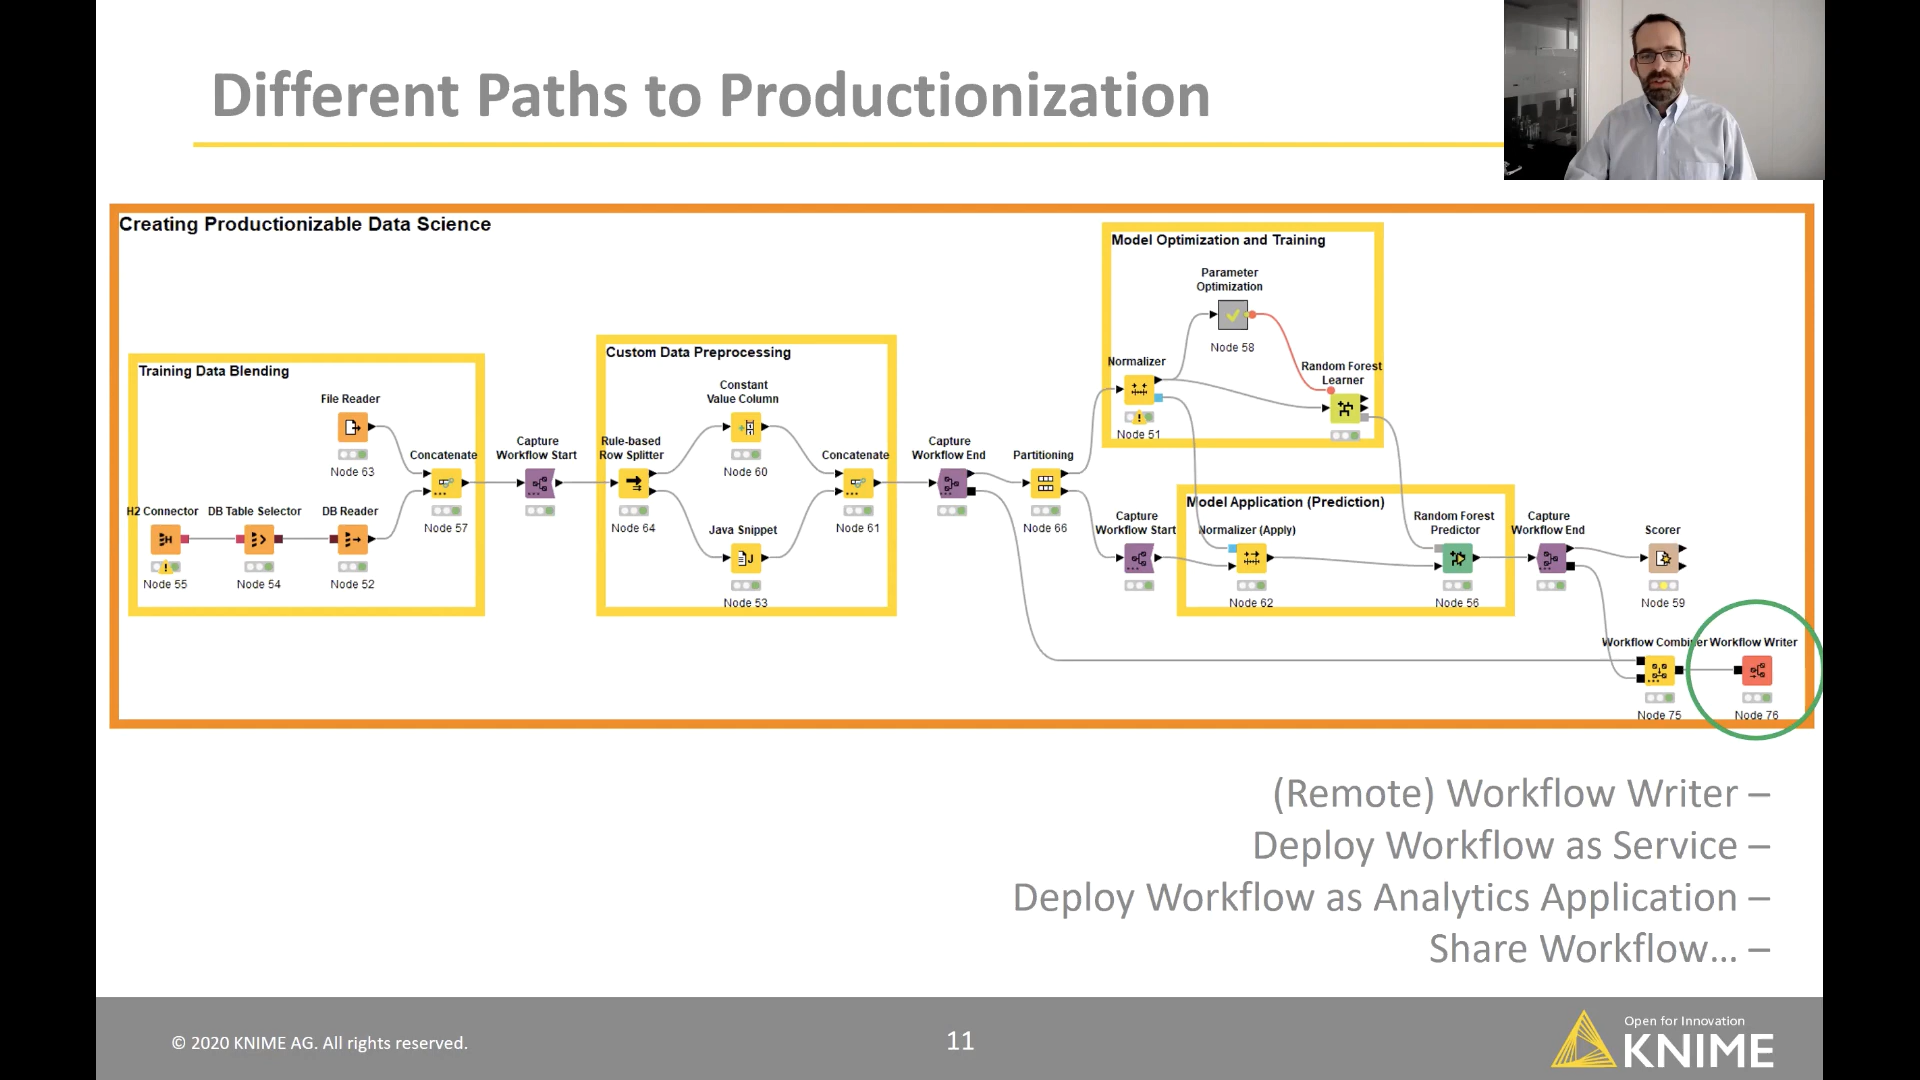 Different Paths to Productionization
Creating Productionizable Data Science
Training Data Blending
File Reader
Node 63
Concatenate
Node 57
H2 Connector
Node 55
DB Table Selector
Node 54
DB Reader
Node 52
Capture
Workflow Start
Custom Data Preprocessing
Rule-based
Row Splitter
Node 64
Constant
Value Column
Node 60
Java Snippet
Node 53
Concatenate
Node 61
Capture
Workflow End
Partitioning
Node 66
Model Optimization and Training
Parameter
Optimization
Node 58
Normalizer
Node 51
Random Forest
Learner
Capture
Workflow Start
Model Application (Prediction)
Normalizer (Apply)
Node 62
Random Forest
Predictor
Node 56
Capture
Workflow End
Scorer
Node 59
Workflow Combiner
Node 75
Workflow Writer
Node 76
(Remote) Workflow Writer –
Deploy Workflow as Service –
Deploy Workflow as Analytics Application –
Share Workflow... –
© 2020 KNIME AG. All rights reserved.
11
Open for Innovation
KNIME